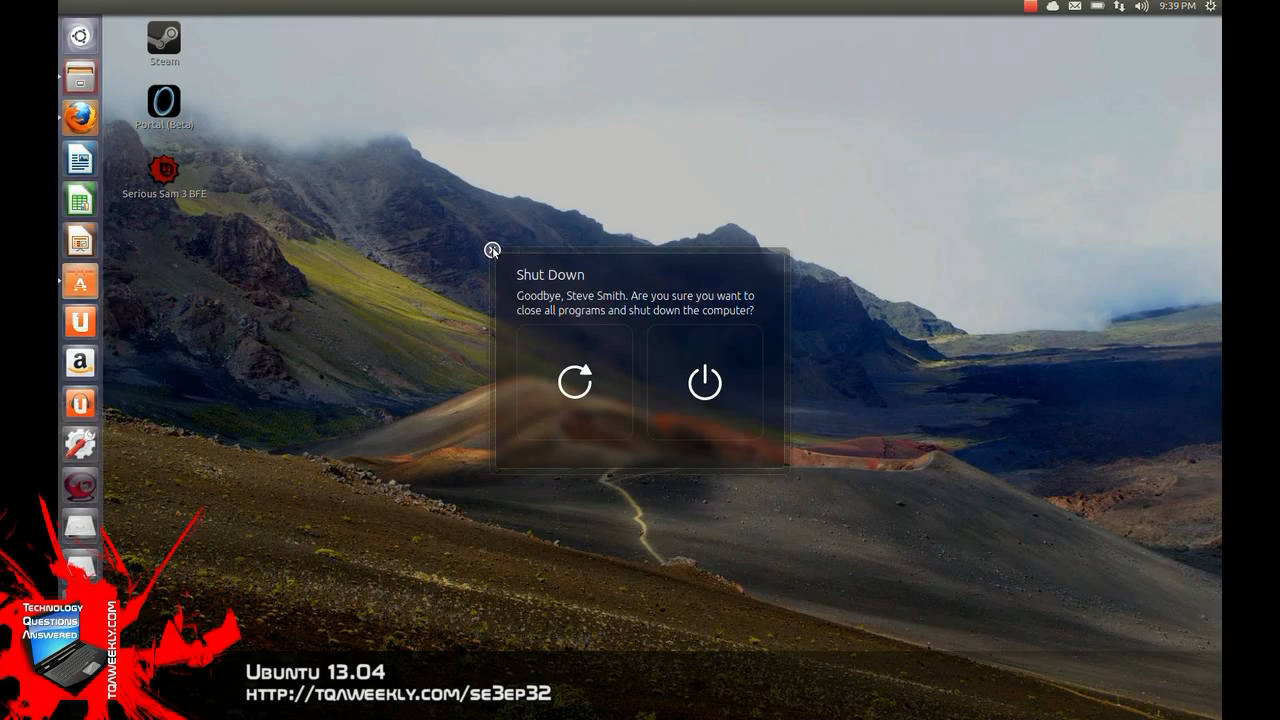 9:39 PM
Steam
Portal (Beta)
Serious Sam 3 BFE
Shut Down
Goodbye, Steve Smith. Are you sure you want to
close all programs and shut down the computer?
Technology
Questions
Answered
TQAWEEKLY.COM
Ubuntu 13.04
http://tqaweekly.com/se3ep32